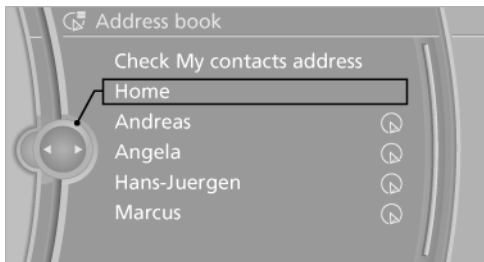 Address book
Check My contacts address
Home
Andreas
Angela
Hans-Juergen
Marcus